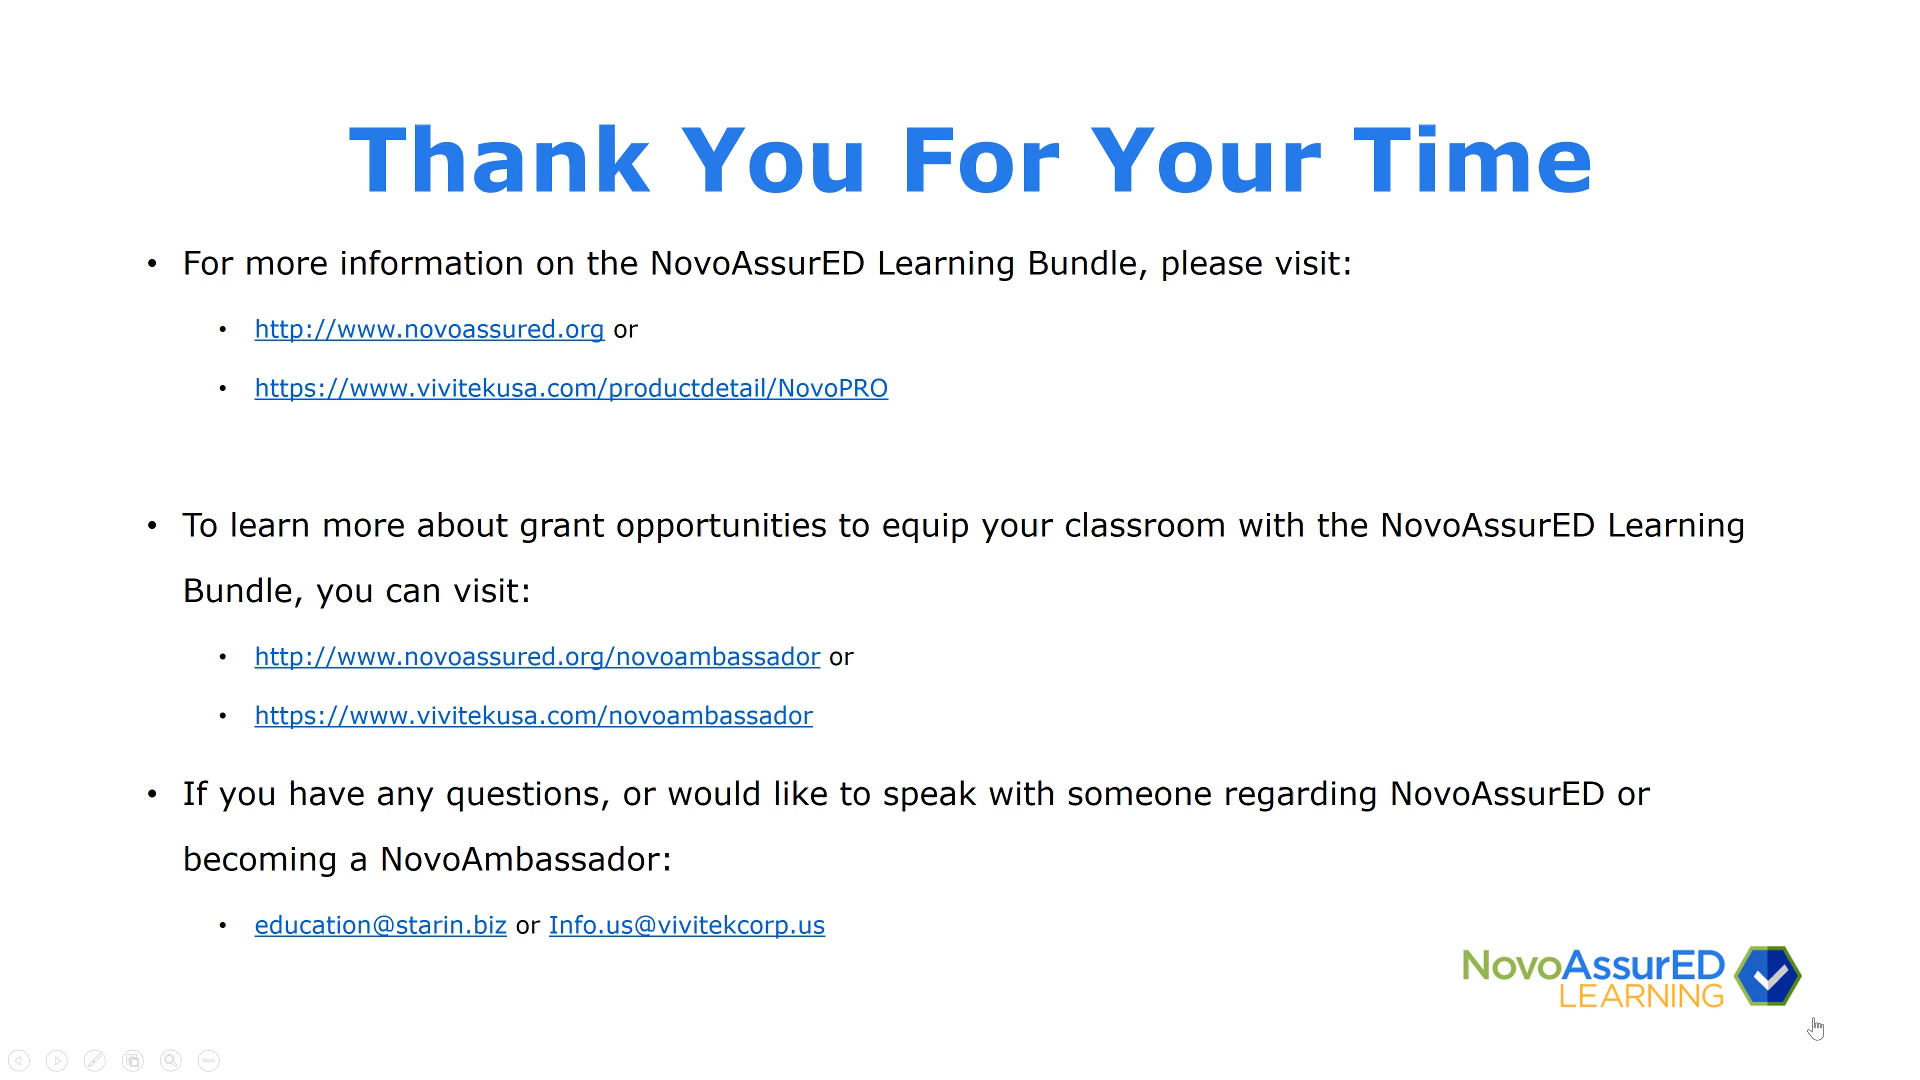 Thank You For Your Time
• For more information on the NovoAssurED Learning Bundle, please visit:
• http://www.novoassured.org or
• https://www.vivitekusa.com/productdetail/NovoPRO
• To learn more about grant opportunities to equip your classroom with the NovoAssurED Learning
Bundle, you can visit:
• http://www.novoassured.org/novoambassador or
• https://www.vivitekusa.com/novoambassador
• If you have any questions, or would like to speak with someone regarding NovoAssurED or
becoming a NovoAmbassador:
• education@starin.biz or Info.us@vivitekcorp.us
NovoAssurED
LEARNING